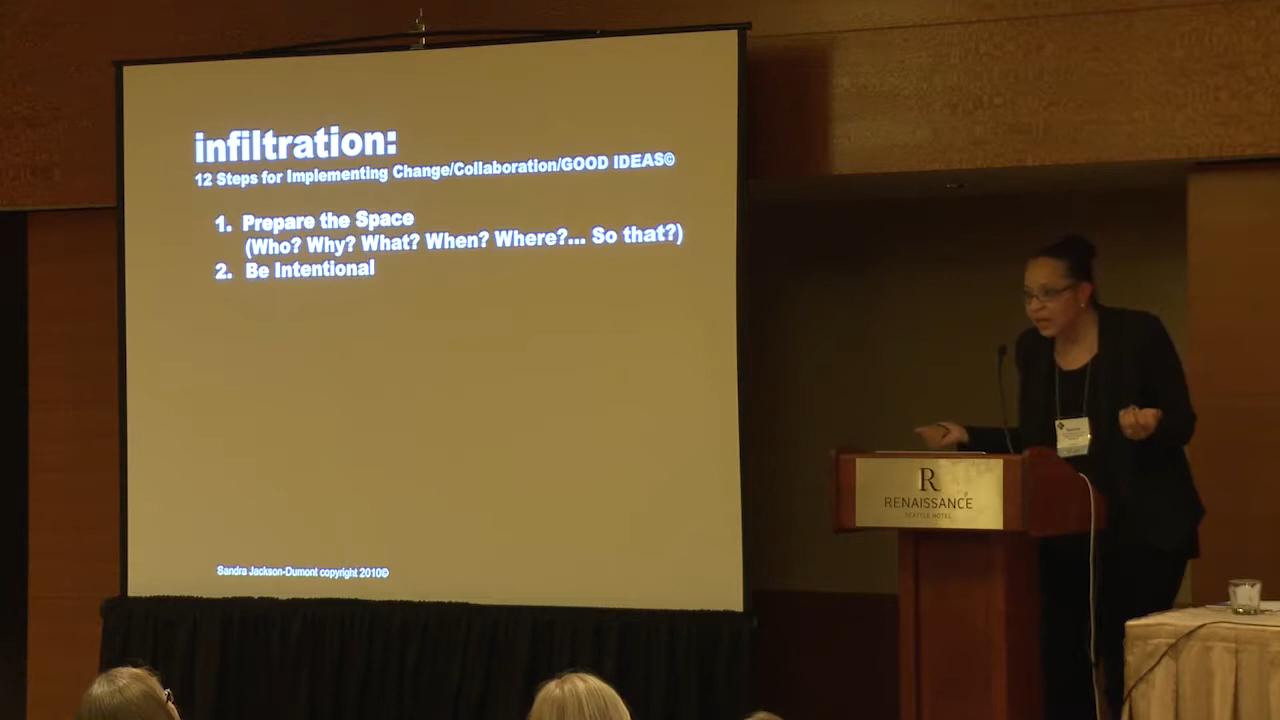 infiltration:
12 Steps for Implementing Change/Collaboration/GOOD IDEAS©
1. Prepare the Space
(Who? Why? What? When? Where?... So that?)
2. Be Intentional
Sandra Jackson-Dumont copyright 2010©
R
RENAISSANCE
SEATTLE HOTEL